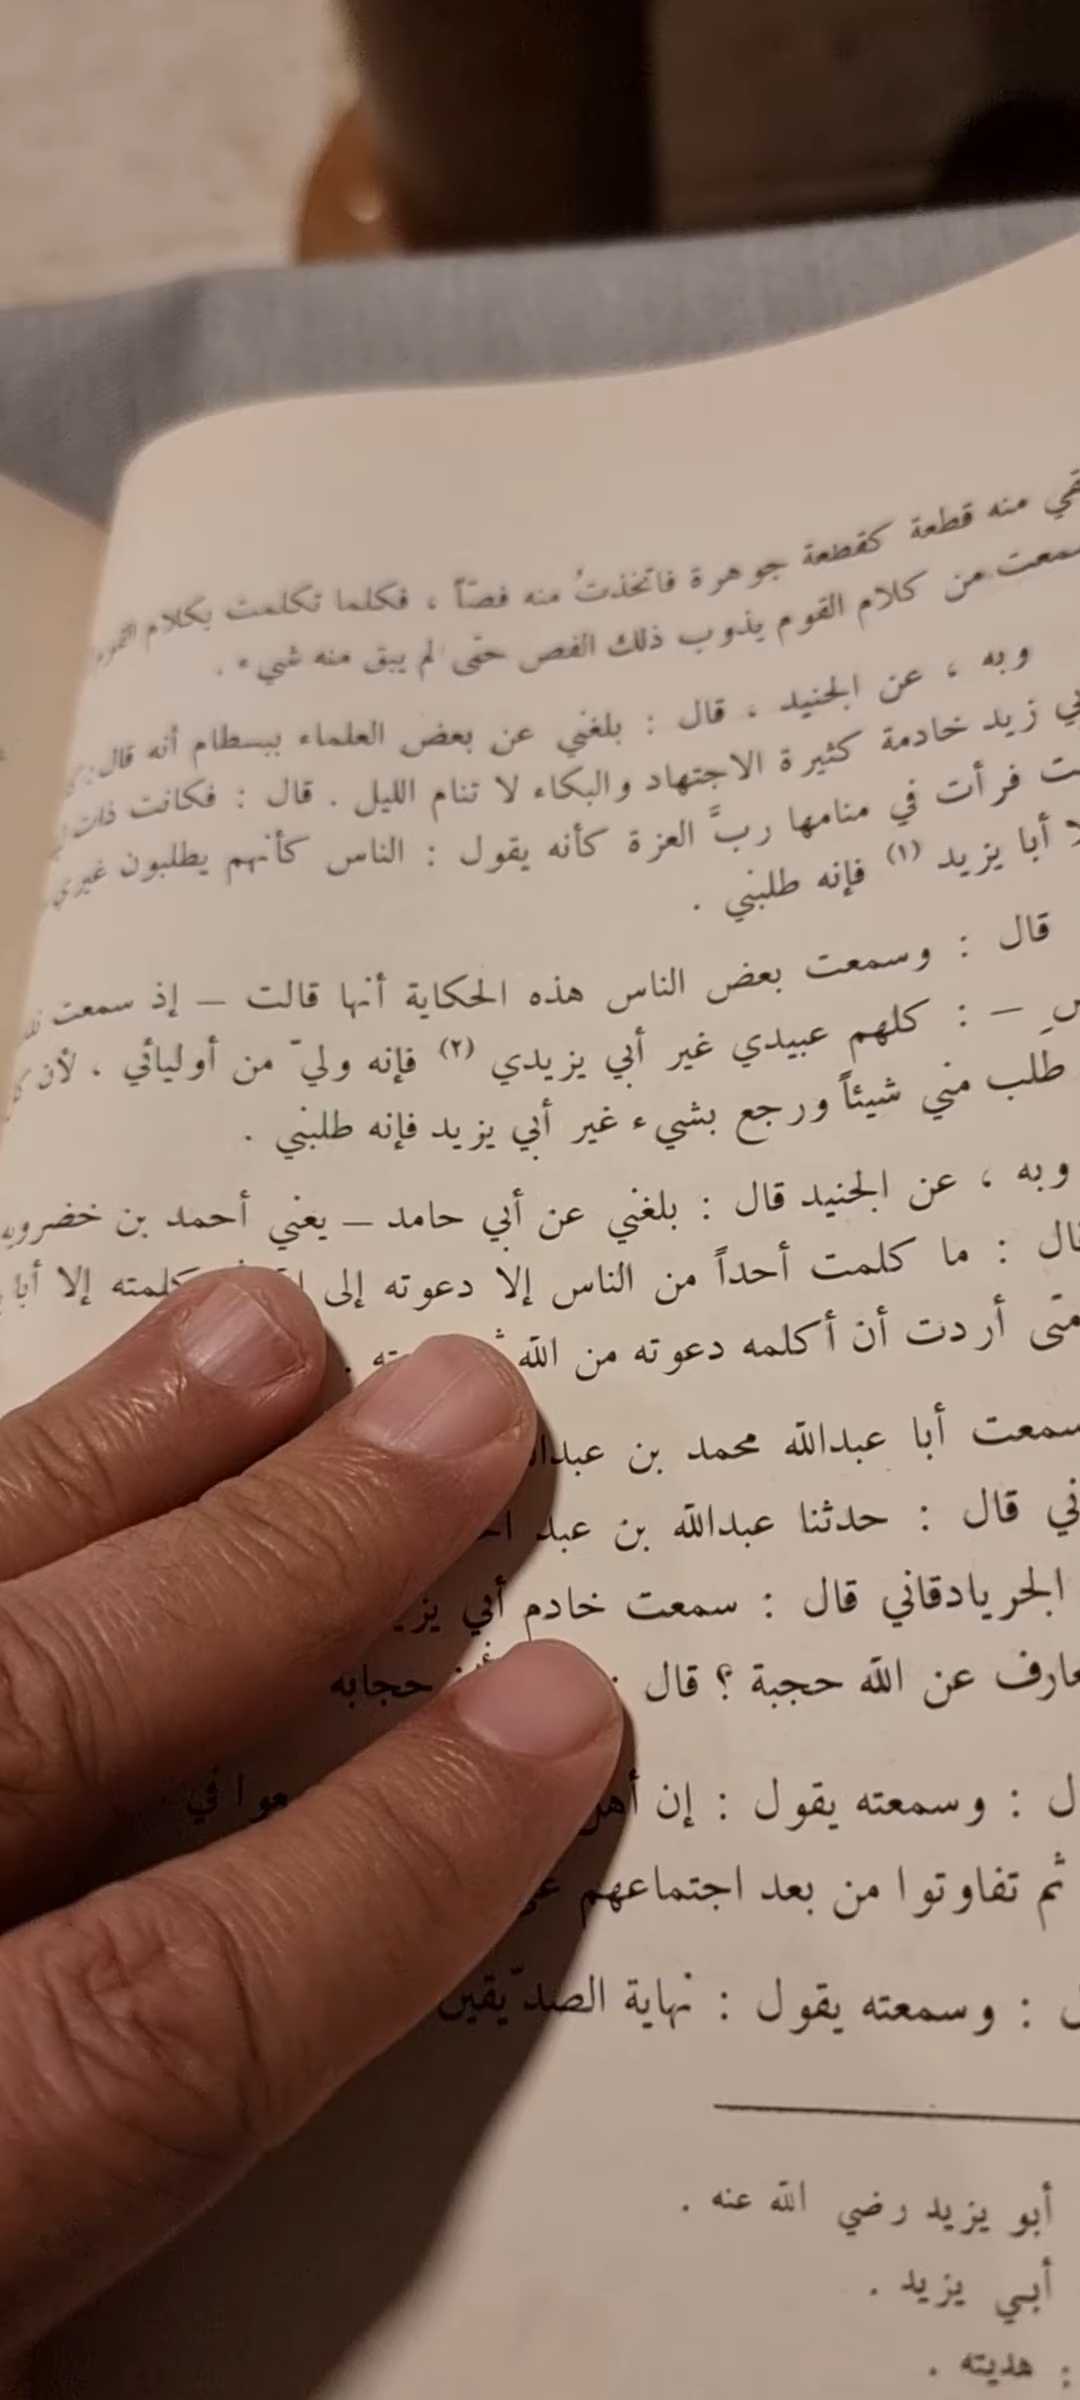 منه قطعة كقطعة جوهرة فاتخذتُ منه فصّاً ، فكلما تكلمت بكلام
من كلام القوم يذوب ذلك الفص حتى لم يبق منه شيء .
وبه ، عن الجنيد ، قال : بلغني عن بعض العلماء ببسطام أنه قال :
زيد خادمة كثيرة الاجتهاد والبكاء لا تنام الليل . قال : فكانت ذات
فرأت في منامها ربَّ العزة كأنه يقول : الناس كأنهم يطلبون غيري
أبا يزيد (١) فإنه طلبني .
قال : وسمعت بعض الناس هذه الحكاية أنها قالت – إذ سمعت
– : كلهم عبيدي غير أبي يزيدي (٢) فإنه وليّ من أوليائي ، لأن
طلب مني شيئاً ورجع بشيء غير أبي يزيد فإنه طلبني .
وبه ، عن الجنيد قال : بلغني عن أبي حامد – يعني أحمد بن خضرويه
: ما كلمت أحداً من الناس إلا دعوته إلى كلمته إلا أبا
أردت أن أكلمه دعوته من الله
سمعت أبا عبدالله محمد بن
قال : حدثنا عبدالله بن عبد
الجريادقاني قال : سمعت خادم أبي
عن الله حجبة ؟ قال : حجابه
: وسمعته يقول : إن
ثم تفاوتوا من بعد اجتماعهم
: وسمعته يقول : نهاية الصدّيقين
أبو يزيد رضي الله عنه .
أبي يزيد .
: هديته .